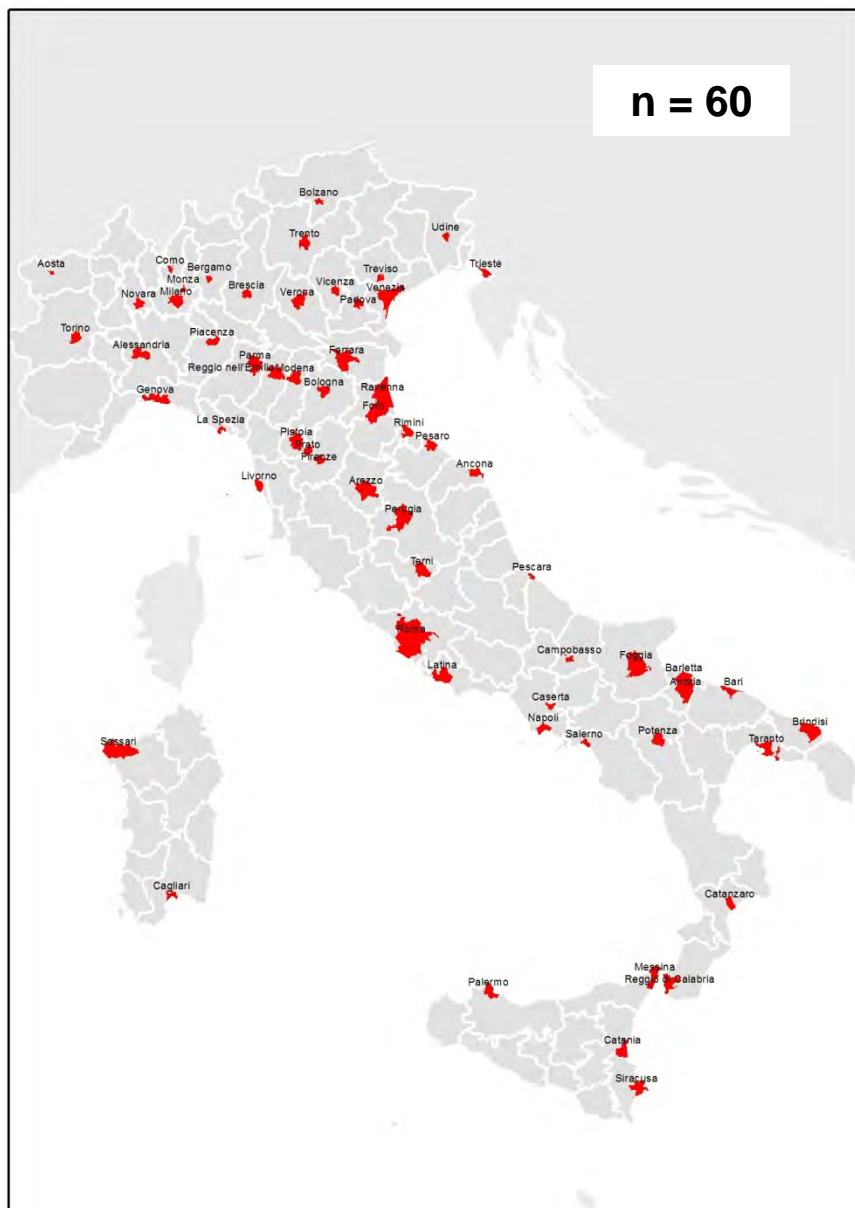 n = 60
Bolzano
Trento
Udine
Aosta
Como
Bergamo
Monza
Milano
Novara
Brescia
Verona
Vicenza
Padova
Treviso
Venezia
Trieste
Torino
Alessandria
Piacenza
Parma
Reggio nell'Emilia
Modena
Ferrara
Bologna
Genova
La Spezia
Ravenna
Forlì
Rimini
Pesaro
Pistoia
Prato
Firenze
Livorno
Arezzo
Ancona
Perugia
Terni
Pescara
Roma
Latina
Campobasso
Foggia
Barletta
Andria
Bari
Caserta
Napoli
Salerno
Potenza
Taranto
Brindisi
Sassari
Cagliari
Catanzaro
Messina
Reggio di Calabria
Palermo
Catania
Siracusa